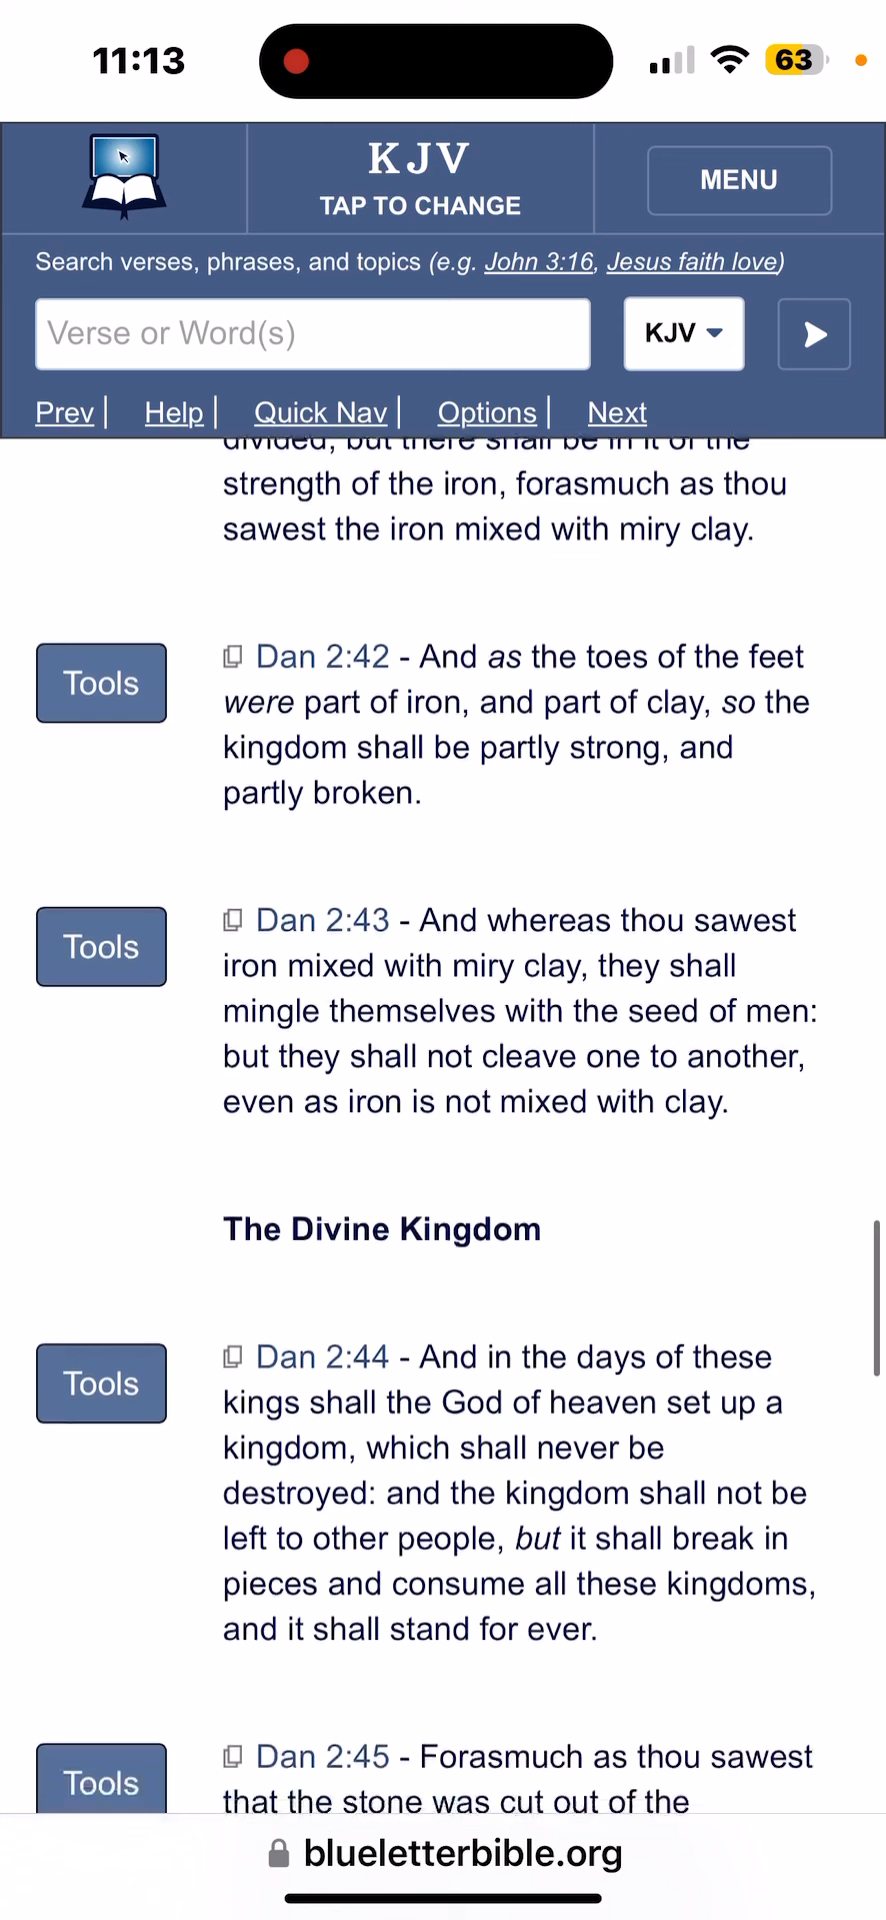 11:13
63
KJV
TAP TO CHANGE
MENU
Search verses, phrases, and topics (e.g. John 3:16, Jesus faith love)
Verse or Word(s)
KJV
Prev | Help | Quick Nav | Options | Next
divided, but there shall be in it of the
strength of the iron, forasmuch as thou
sawest the iron mixed with miry clay.
Tools
Dan 2:42 - And as the toes of the feet
were part of iron, and part of clay, so the
kingdom shall be partly strong, and
partly broken.
Tools
Dan 2:43 - And whereas thou sawest
iron mixed with miry clay, they shall
mingle themselves with the seed of men:
but they shall not cleave one to another,
even as iron is not mixed with clay.
The Divine Kingdom
Tools
Dan 2:44 - And in the days of these
kings shall the God of heaven set up a
kingdom, which shall never be
destroyed: and the kingdom shall not be
left to other people, but it shall break in
pieces and consume all these kingdoms,
and it shall stand for ever.
Tools
Dan 2:45 - Forasmuch as thou sawest
that the stone was cut out of the
blueletterbible.org